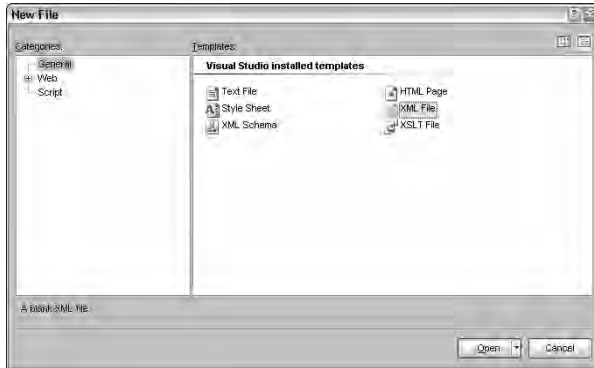 New File
Categories:
Templates:
General
Web
Script
Visual Studio installed templates
Text File
HTML Page
Style Sheet
XML File
XML Schema
XSLT File
A blank XML file
Open
Cancel